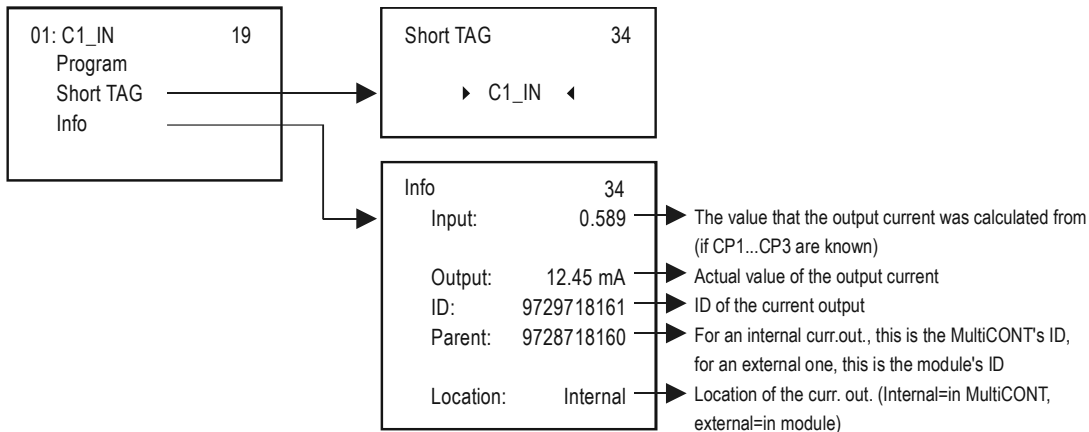 01: C1_IN 19
Program
Short TAG
Info
Short TAG 34
C1_IN
Info 34
Input: 0.589
The value that the output current was calculated from
(if CP1...CP3 are known)
Output: 12.45 mA
Actual value of the output current
ID: 9729718161
ID of the current output
Parent: 9728718160
For an internal curr.out., this is the MultiCONT's ID,
for an external one, this is the module's ID
Location: Internal
Location of the curr. out. (Internal=in MultiCONT,
external=in module)